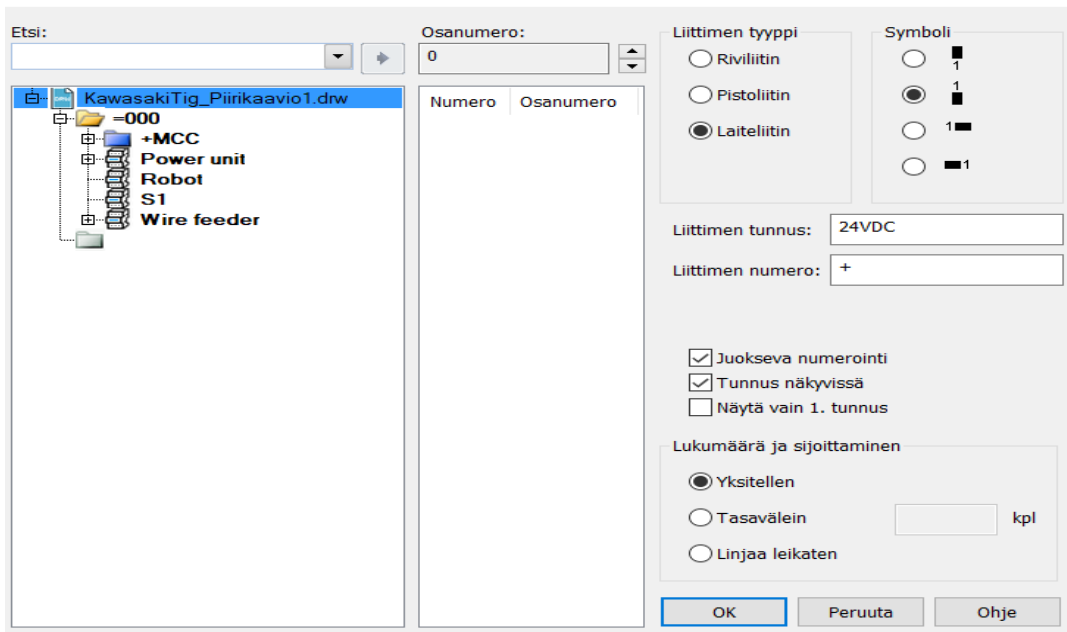 Etsi:
KawasakiTig_Piirikaavio1.drw
=000
+MCC
Power unit
Robot
S1
Wire feeder
Osanumero:
0
Numero Osanumero
Liittimen tyyppi
Riviliitin
Pistoliitin
Laiteliitin
Symboli
1
1
1
1
Liittimen tunnus: 24VDC
Liittimen numero: +
Juokseva numerointi
Tunnus näkyvissä
Näytä vain 1. tunnus
Lukumäärä ja sijoittaminen
Yksitellen
Tasavälein kpl
Linjaa leikaten
OK Peruuta Ohje